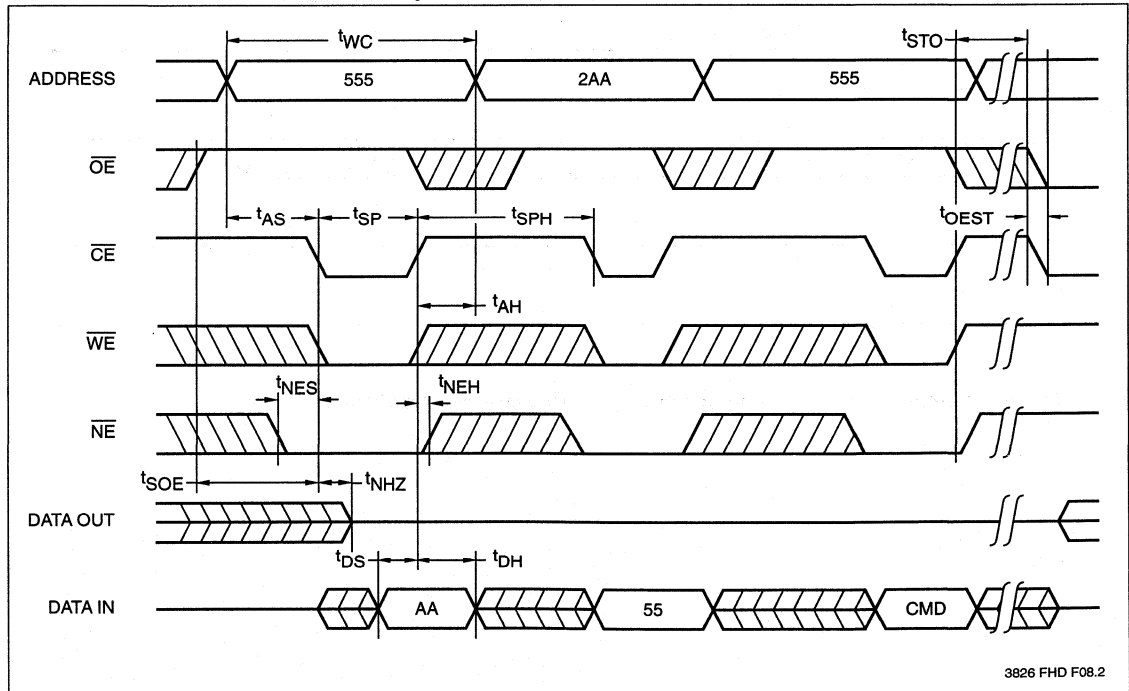 tWC
tSTO
ADDRESS
555
2AA
555
OE
tAS
tSP
tSPH
tOEST
CE
tAH
WE
tNES
tNEH
NE
tSOE
tNHZ
DATA OUT
tDS
tDH
DATA IN
AA
55
CMD
3826 FHD F08.2